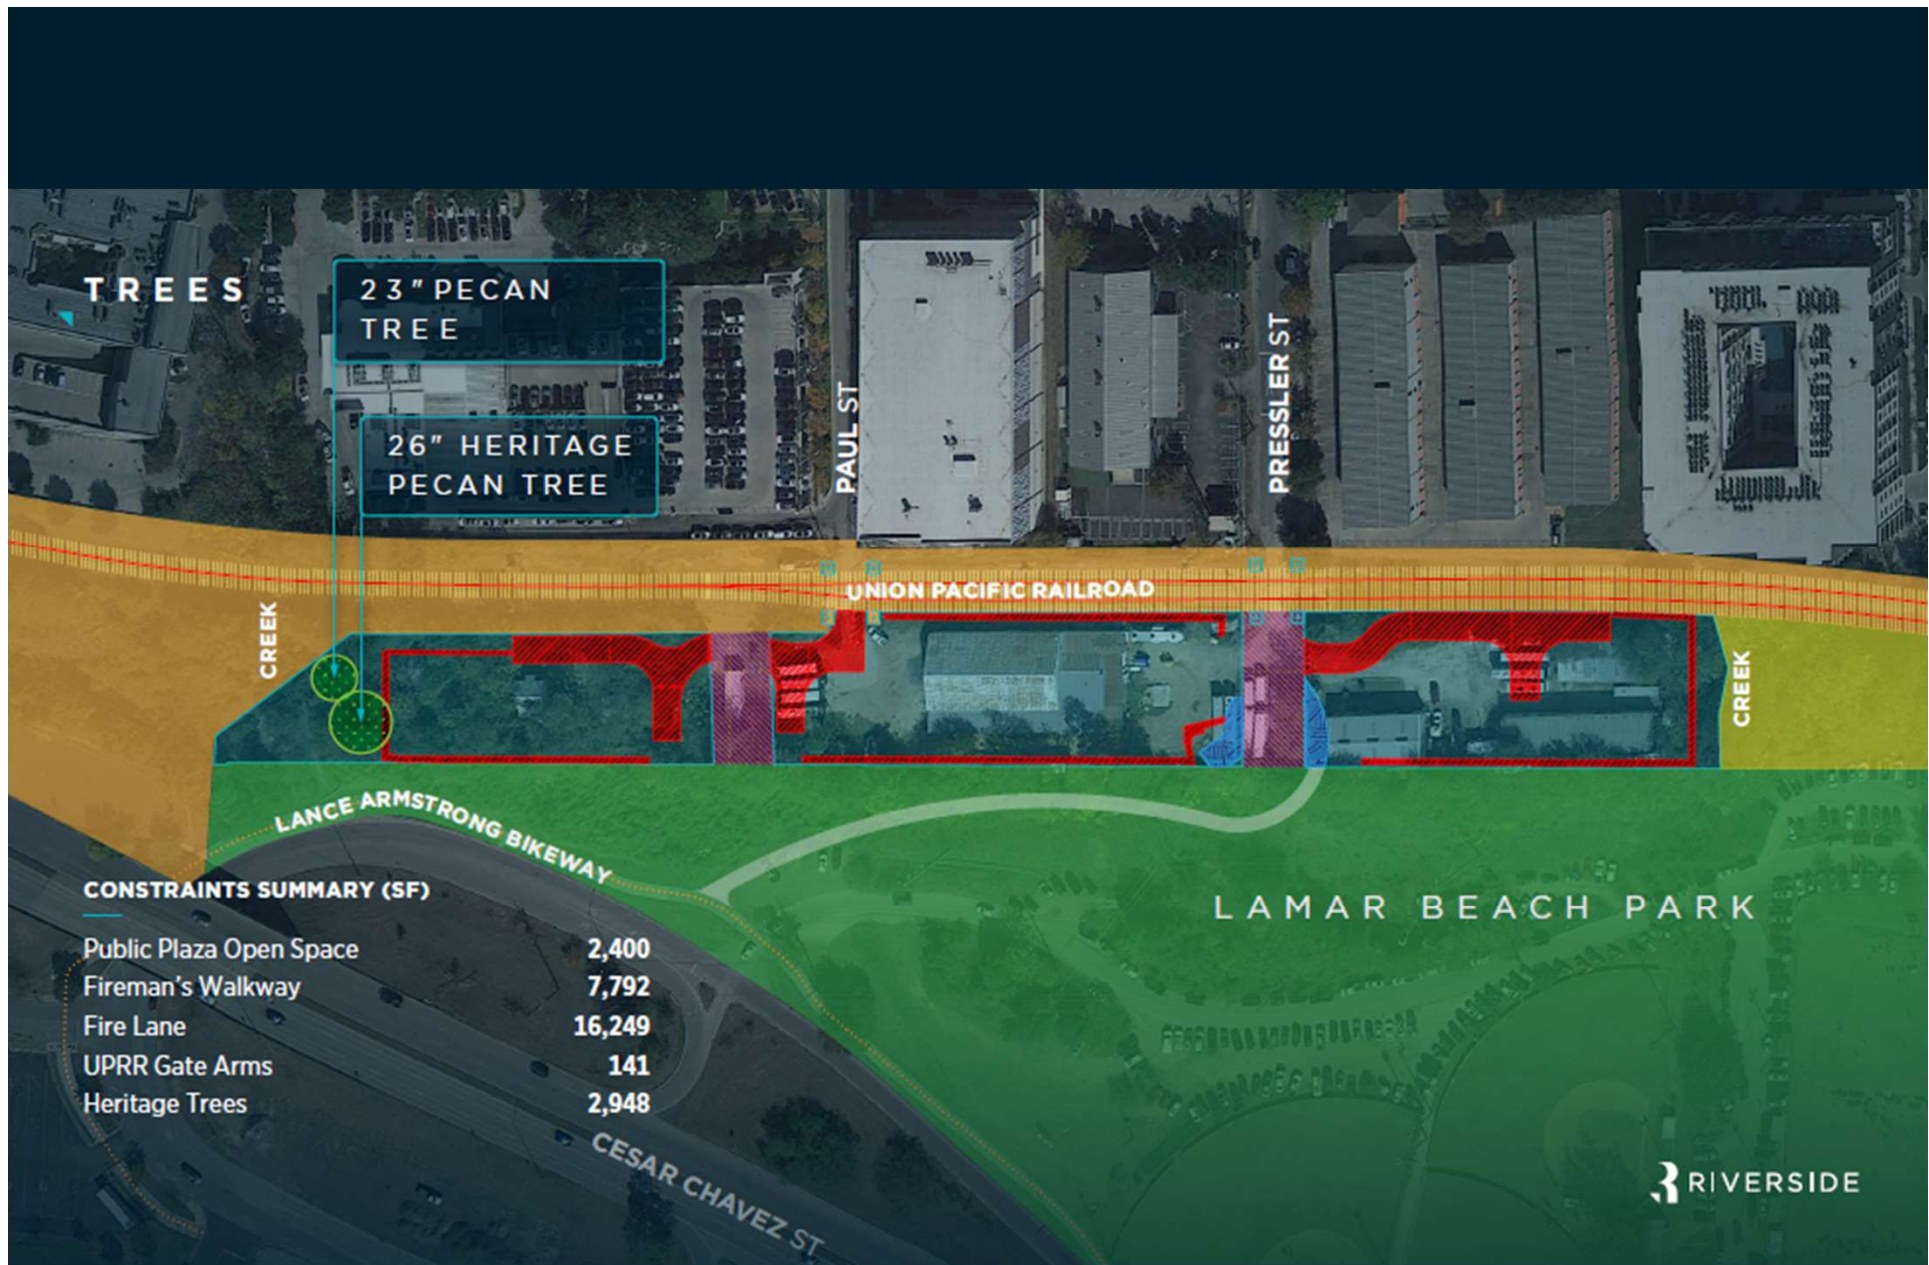 TREES
23" PECAN
TREE
26" HERITAGE
PECAN TREE
PAUL ST
PRESSLER ST
UNION PACIFIC RAILROAD
CREEK
CREEK
LANCE ARMSTRONG BIKEWAY
LAMAR BEACH PARK
CONSTRAINTS SUMMARY (SF)
Public Plaza Open Space 2,400
Fireman's Walkway 7,792
Fire Lane 16,249
UPRR Gate Arms 141
Heritage Trees 2,948
CESAR CHAVEZ ST
RIVERSIDE